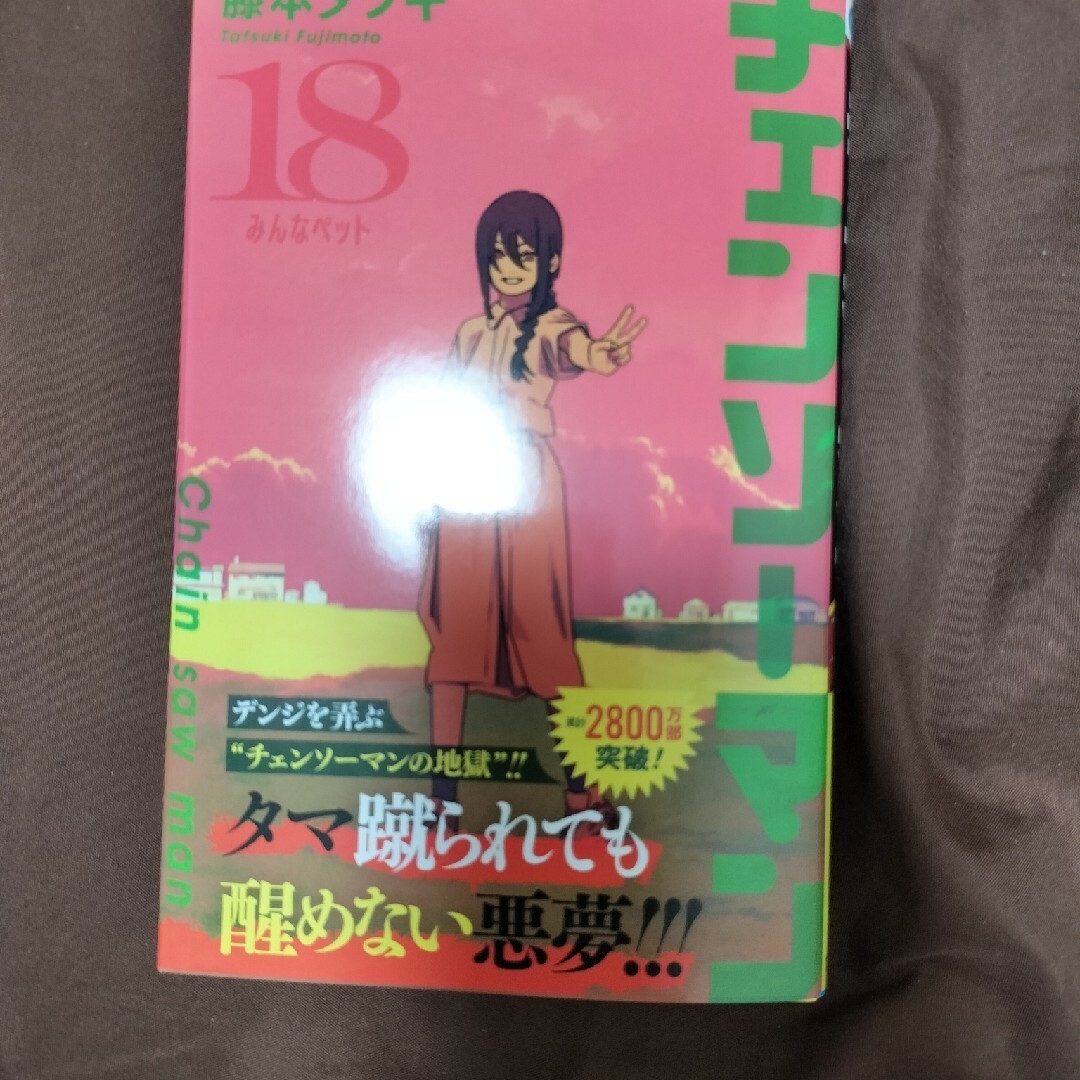 藤本タツキ
Tatsuki Fujimoto
18
みんなペット
チェンソーマン
Chain saw man
デンジを弄ぶ
“チェンソーマンの地獄”!!
累計2800万部
突破!
タマ蹴られても
醒めない悪夢!!!